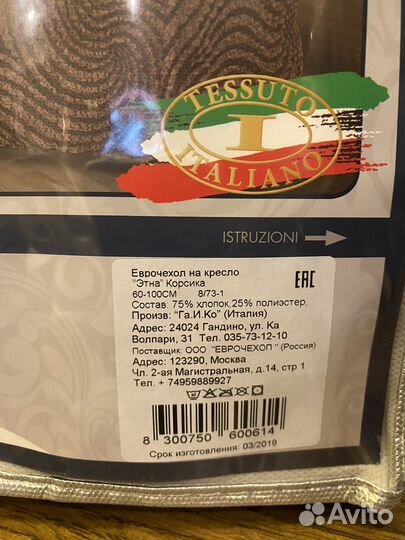 TESSUTO
I
ITALIANO
ISTRUZIONI
Еврочехол на кресло
"Этна" Корсика
60-100СМ 8/73-1
Состав: 75% хлопок.25% полиэстер,
Произв: "Га.И.Ко" (Италия)
Адрес: 24024 Гандино, ул. Ка
Волпари, 31 Тел. 035-73-12-10
Поставщик: ООО "ЕВРОЧЕХОЛ" (Россия)
Адрес: 123290, Москва
Чл. 2-ая Магистральная, д.14, стр 1
Тел. + 74959889927
8 300750 600614
Срок изготовления: 03/2019
EAC
Avito